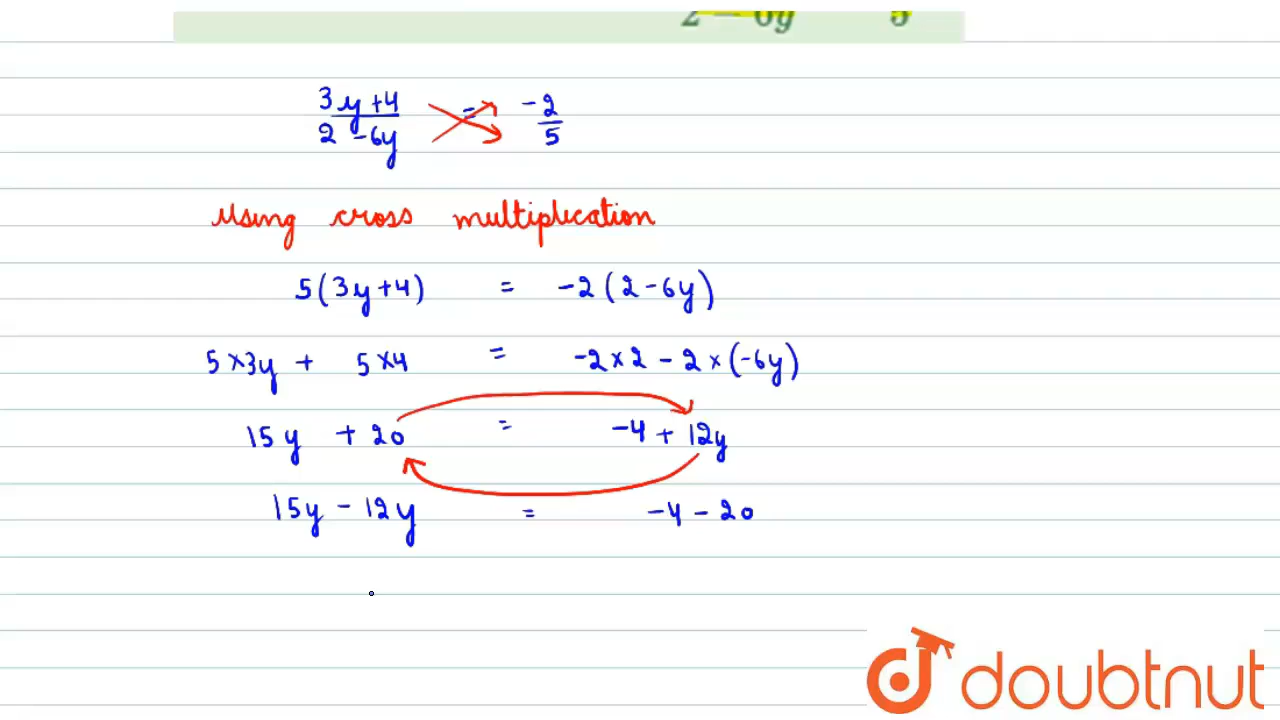 3y+4 = -2
2 -6y 5
Using cross multiplication
5(3y+4) = -2(2-6y)
5×3y + 5×4 = -2×2 - 2×(-6y)
15y + 20 = -4 + 12y
15y - 12y = -4 - 20
doubtnut